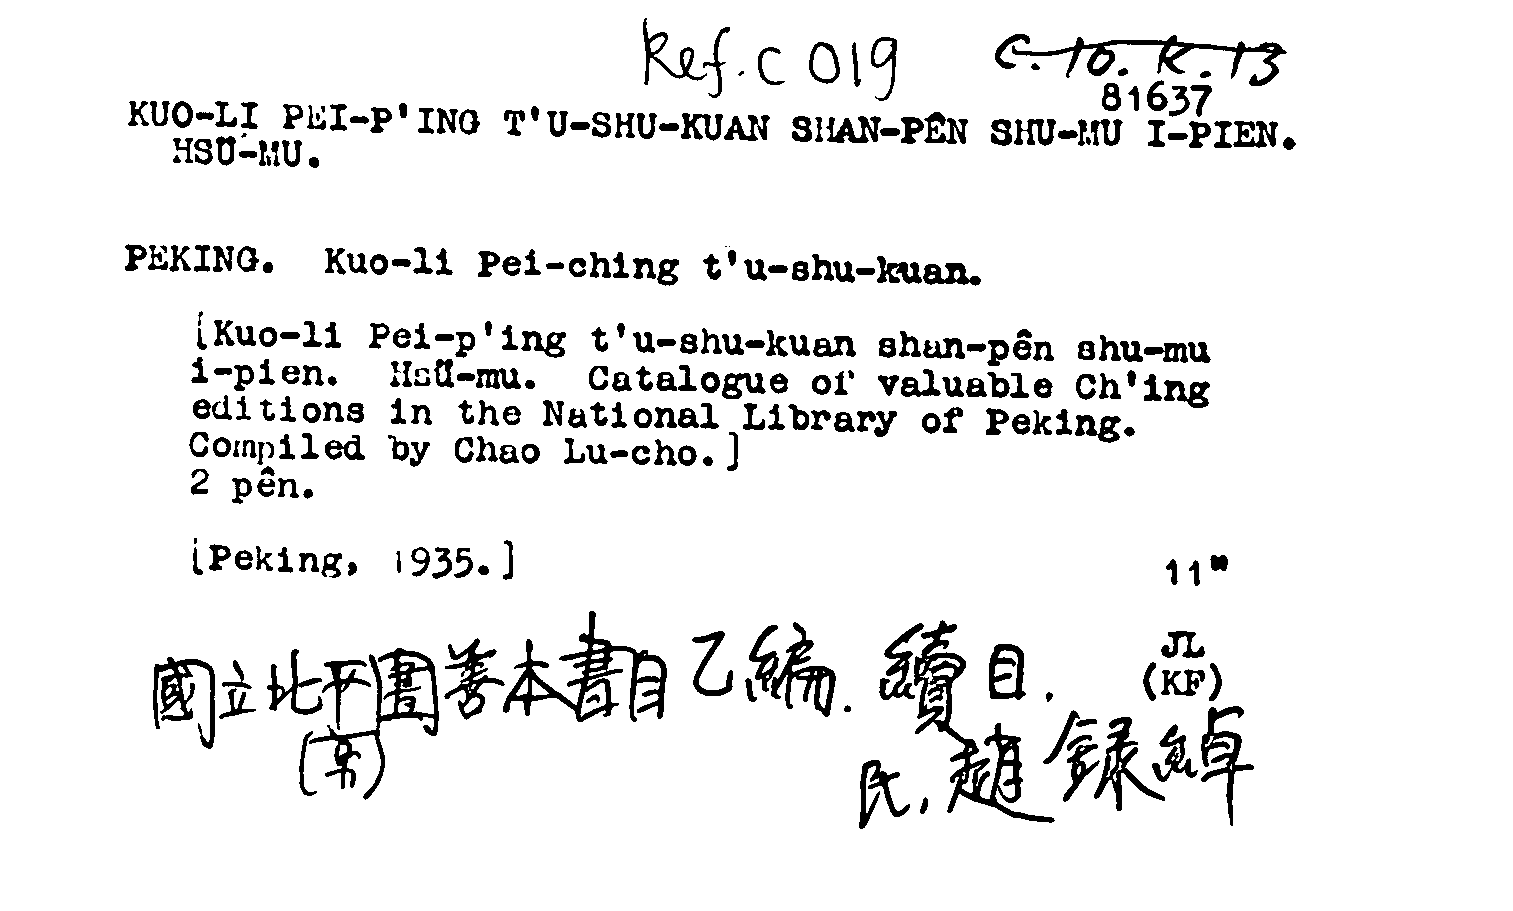 Ref. C 019 C. 10. K. 13
81637
KUO-LI PEI-P'ING T'U-SHU-KUAN SHAN-PÊN SHU-MU I-PIEN.
HSÜ-MU.
PEKING. Kuo-li Pei-ching t'u-shu-kuan.
[Kuo-li Pei-p'ing t'u-shu-kuan shan-pên shu-mu
i-pien. Hsü-mu. Catalogue of valuable Ch'ing
editions in the National Library of Peking.
Compiled by Chao Lu-cho.]
2 pên.
[Peking, 1935.]
11"
國立北平圕善本書目乙編. 續目.
JL
(KF)
(京)
民, 趙錄綽